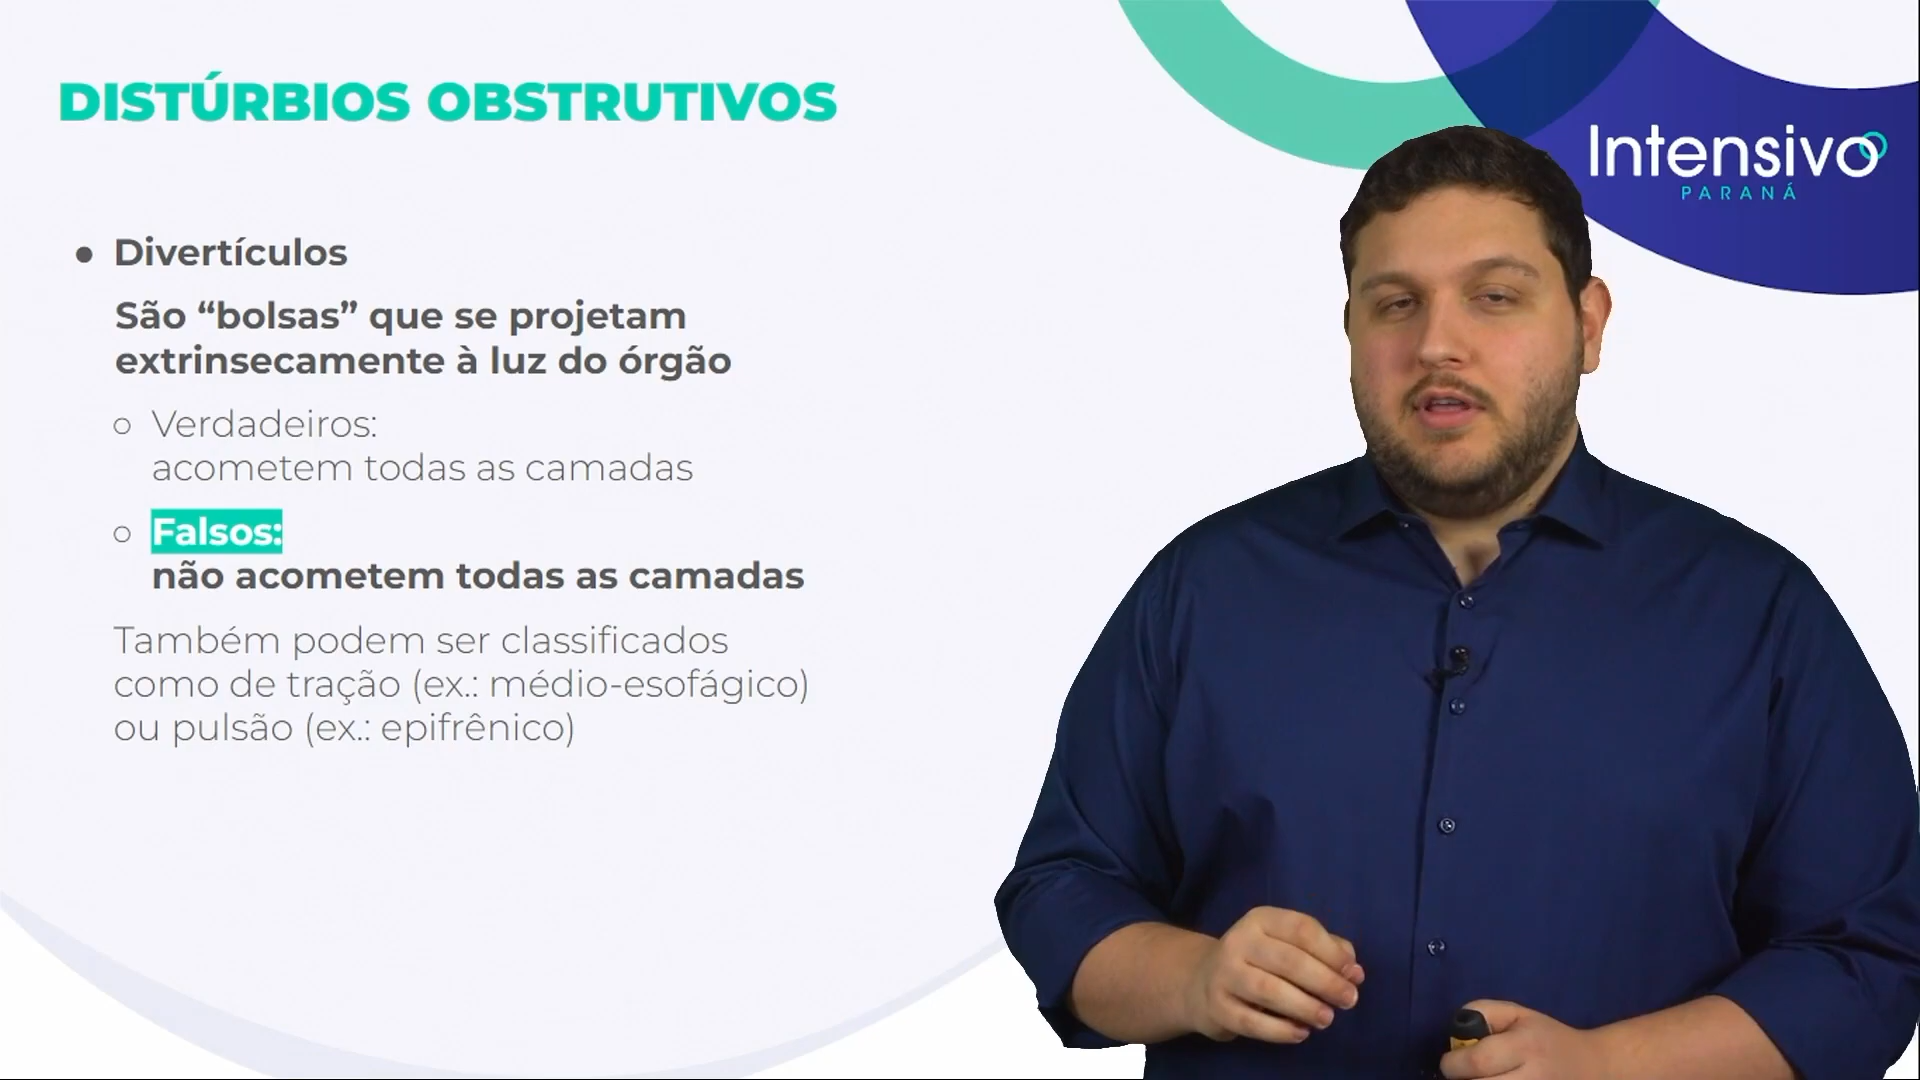 DISTÚRBIOS OBSTRUTIVOS
Intensivo
PARANÁ
● Divertículos
São “bolsas” que se projetam
extrinsecamente à luz do órgão
○ Verdadeiros:
acometem todas as camadas
○ Falsos:
não acometem todas as camadas
Também podem ser classificados
como de tração (ex.: médio-esofágico)
ou pulsão (ex.: epifrênico)